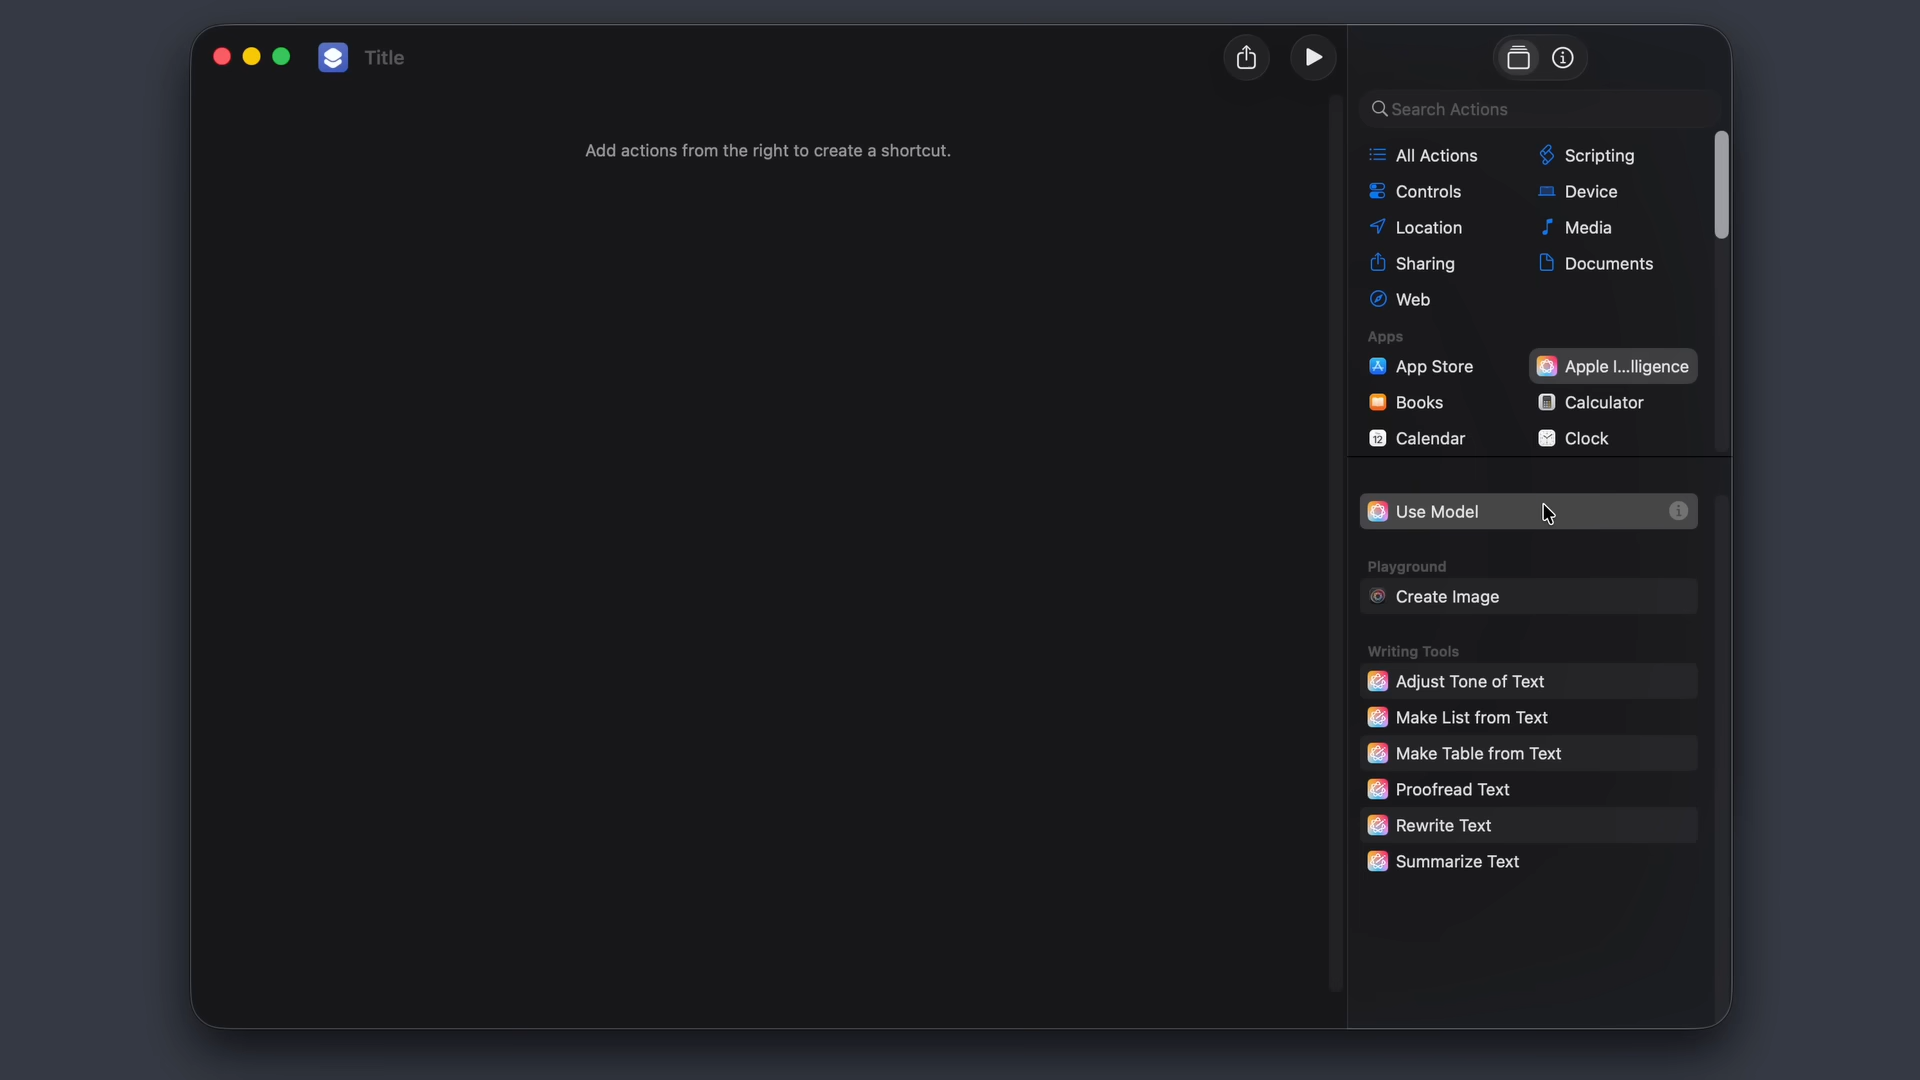 Title
Add actions from the right to create a shortcut.
Search Actions
All Actions
Scripting
Controls
Device
Location
Media
Sharing
Documents
Web
Apps
App Store
Apple I...lligence
Books
Calculator
12
Calendar
Clock
Use Model
Playground
Create Image
Writing Tools
Adjust Tone of Text
Make List from Text
Make Table from Text
Proofread Text
Rewrite Text
Summarize Text